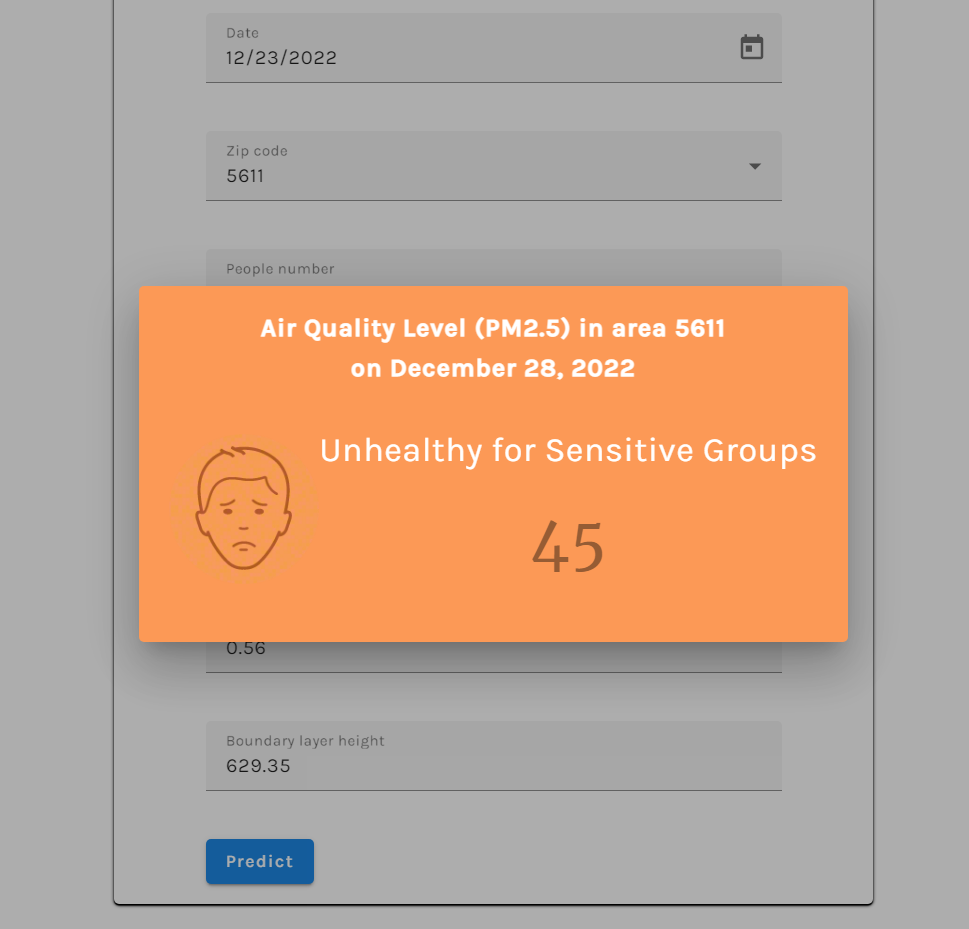 Date
12/23/2022
Zip code
5611
People number
Air Quality Level (PM2.5) in area 5611
on December 28, 2022
Unhealthy for Sensitive Groups
45
0.56
Boundary layer height
629.35
Predict